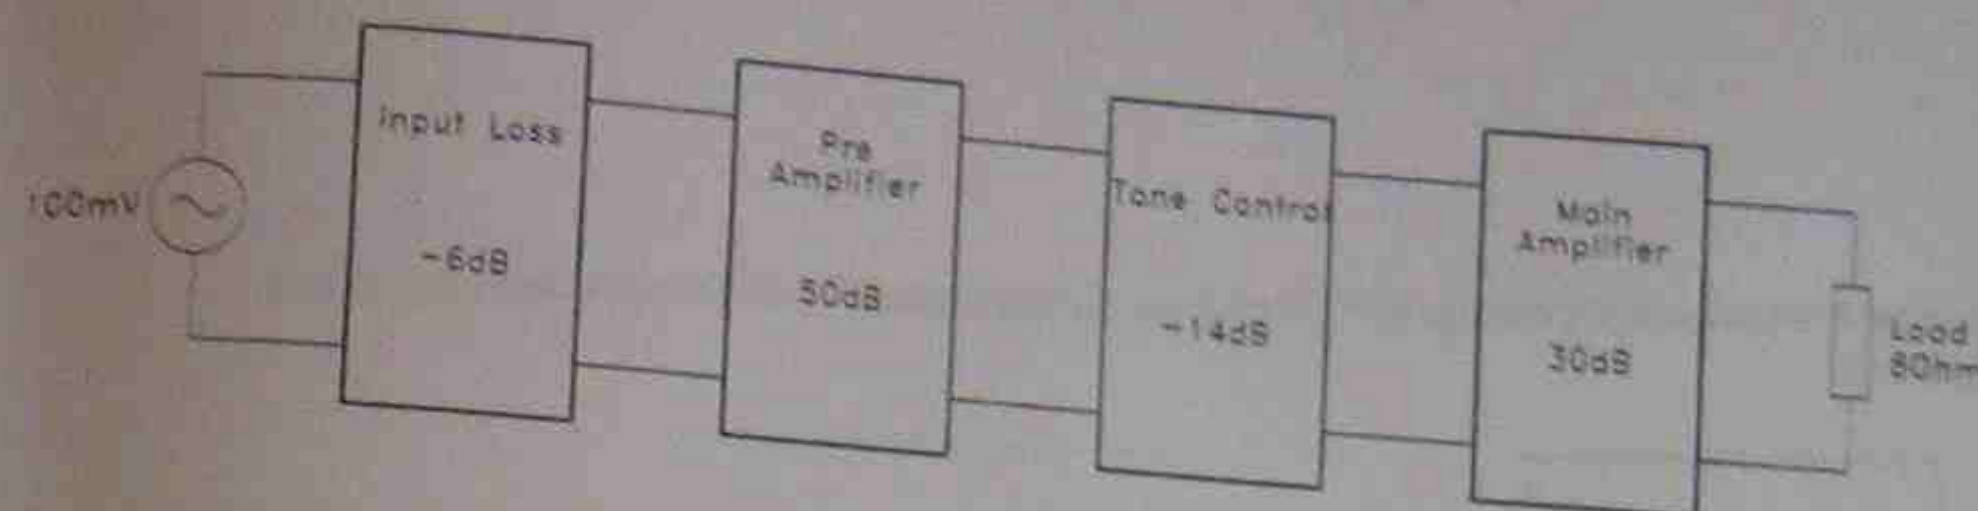 100mV
Input Loss
-6dB
Pre
Amplifier
50dB
Tone Control
-14dB
Main
Amplifier
30dB
Load
8Ohm